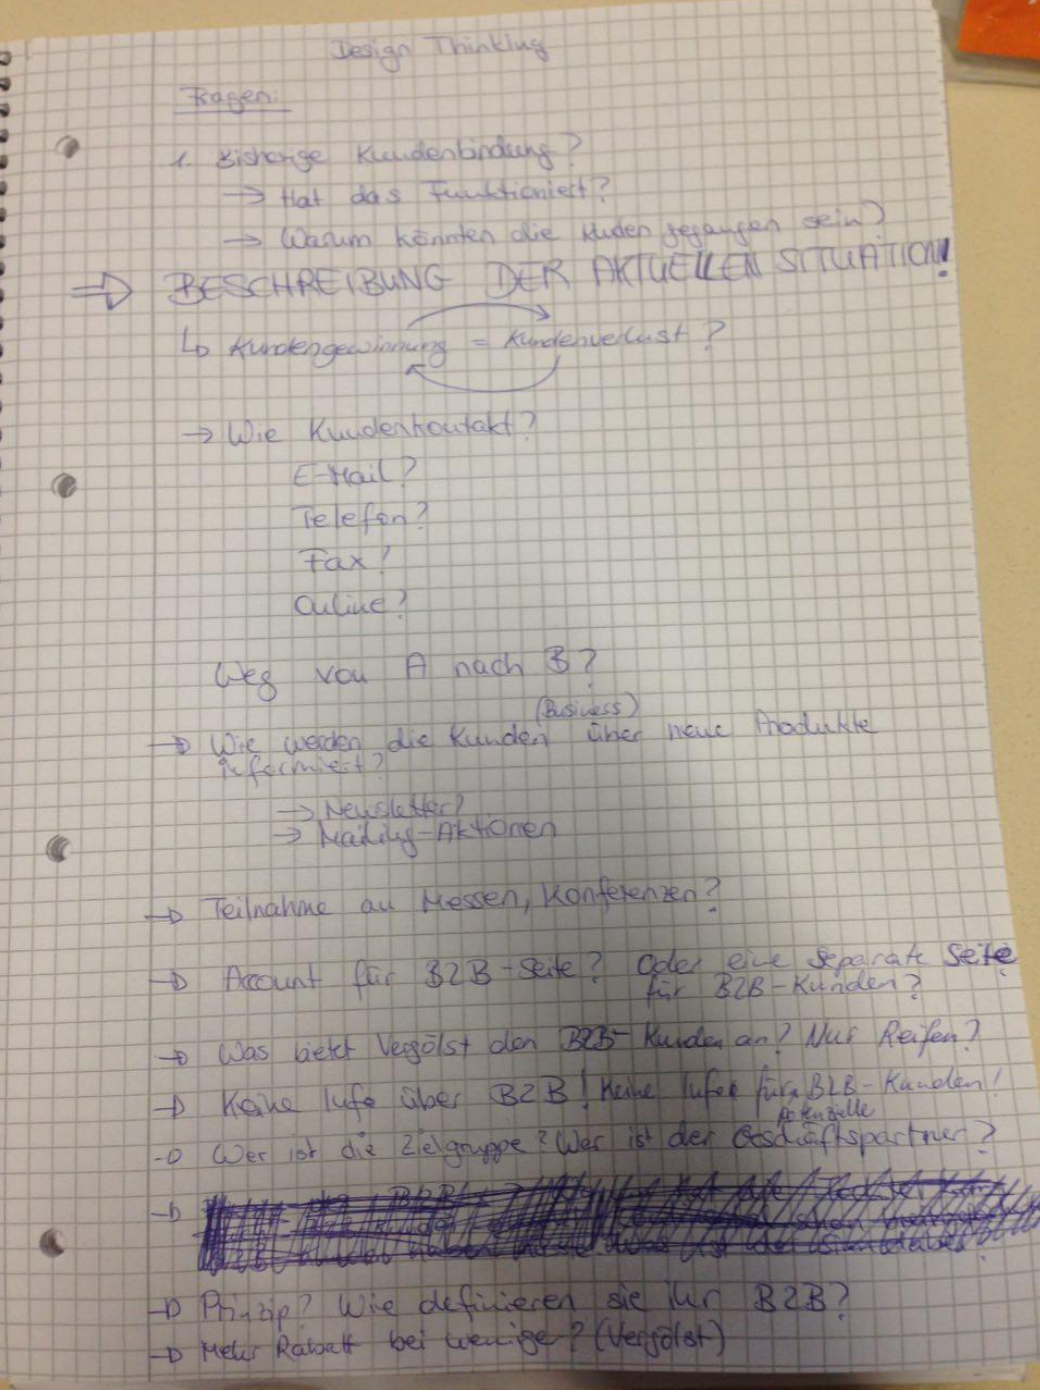 Design Thinking
Fragen:
1. Bisherige Kundenbindung?
→ Hat das Funktioniert?
→ Warum könnten die Kuden gegangen sein?
⇒ BESCHREIBUNG DER AKTUELLEN SITUATION!
↳ Kundengewinnung = Kundenverlust?
→ Wie Kundenkontakt?
E-Mail?
Telefon?
Fax?
Online?
Weg von A nach B?
(Business)
→ Wie werden die Kunden über neue Produkte
informiert?
→ Newsletter?
→ Mailing-Aktionen
→ Teilnahme an Messen, Konferenzen?
→ Account für B2B-Seite? Oder eine separate Seite
für B2B-Kunden?
→ Was bietet Vergölst den B2B-Kunden an? Nur Reifen?
→ Keine Info über B2B! Keine Infos für B2B-Kunden!
potenzielle
→ Wer ist die Zielgruppe? Wer ist der Geschäftspartner?
→
→ Prinzip? Wie definieren sie ihr B2B?
→ Mehr Rabatt bei wenige? (Vergölst)